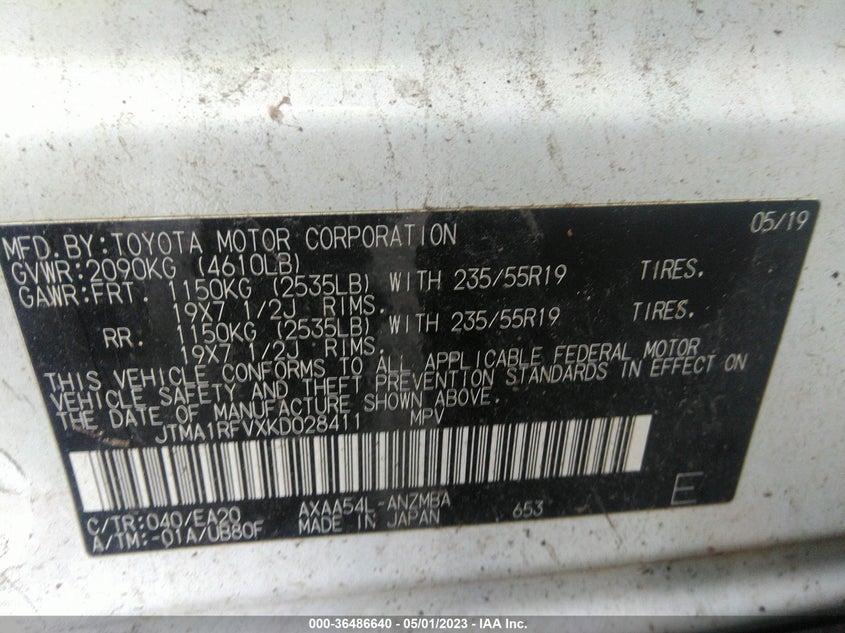 MFD.BY:TOYOTA MOTOR CORPORATION 05/19
GVWR:2090KG (4610LB)
GAWR:FRT. 1150KG (2535LB) WITH 235/55R19 TIRES.
19X7 1/2J RIMS.
RR. 1150KG (2535LB) WITH 235/55R19 TIRES.
19X7 1/2J RIMS.
THIS VEHICLE CONFORMS TO ALL APPLICABLE FEDERAL MOTOR
VEHICLE SAFETY AND THEFT PREVENTION STANDARDS IN EFFECT ON
THE DATE OF MANUFACTURE SHOWN ABOVE.
JTMA1RFVXKD028411 MPV
C/TR:040/EA20 AXAA54L-ANZMBA 653 E
A/TM:-01A/UB80F MADE IN JAPAN
000-36486640 - 05/01/2023 - IAA Inc.